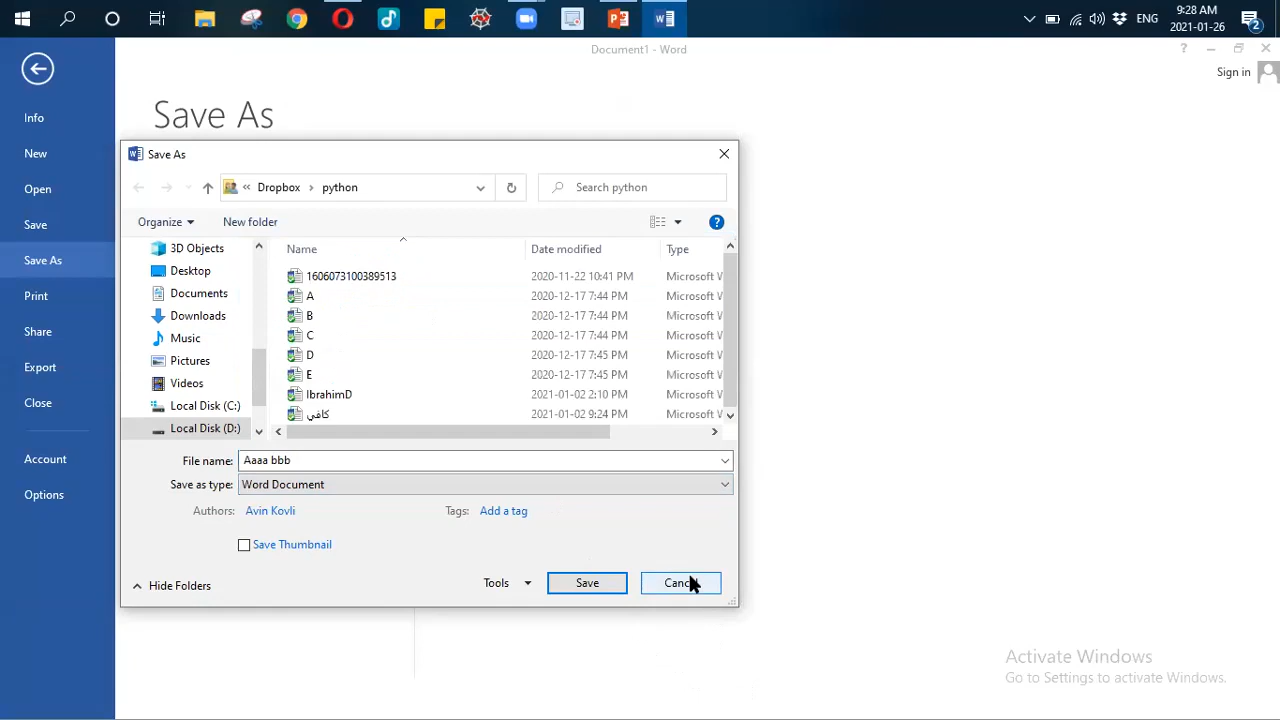 ENG
9:28 AM
2021-01-26
2
Document1 - Word
?
Sign in
Info
New
Open
Save
Save As
Print
Share
Export
Close
Account
Options
Save As
Save As
« Dropbox › python
Search python
Organize
New folder
?
3D Objects
Desktop
Documents
Downloads
Music
Pictures
Videos
Local Disk (C:)
Local Disk (D:)
Name Date modified Type
1606073100389513 2020-11-22 10:41 PM Microsoft W
A 2020-12-17 7:44 PM Microsoft W
B 2020-12-17 7:44 PM Microsoft W
C 2020-12-17 7:44 PM Microsoft W
D 2020-12-17 7:45 PM Microsoft W
E 2020-12-17 7:45 PM Microsoft W
IbrahimD 2021-01-02 2:10 PM Microsoft W
كافي 2021-01-02 9:24 PM Microsoft W
File name: Aaaa bbb
Save as type: Word Document
Authors: Avin Kovli Tags: Add a tag
Save Thumbnail
Hide Folders
Tools
Save
Activate Windows
Go to Settings to activate Windows.